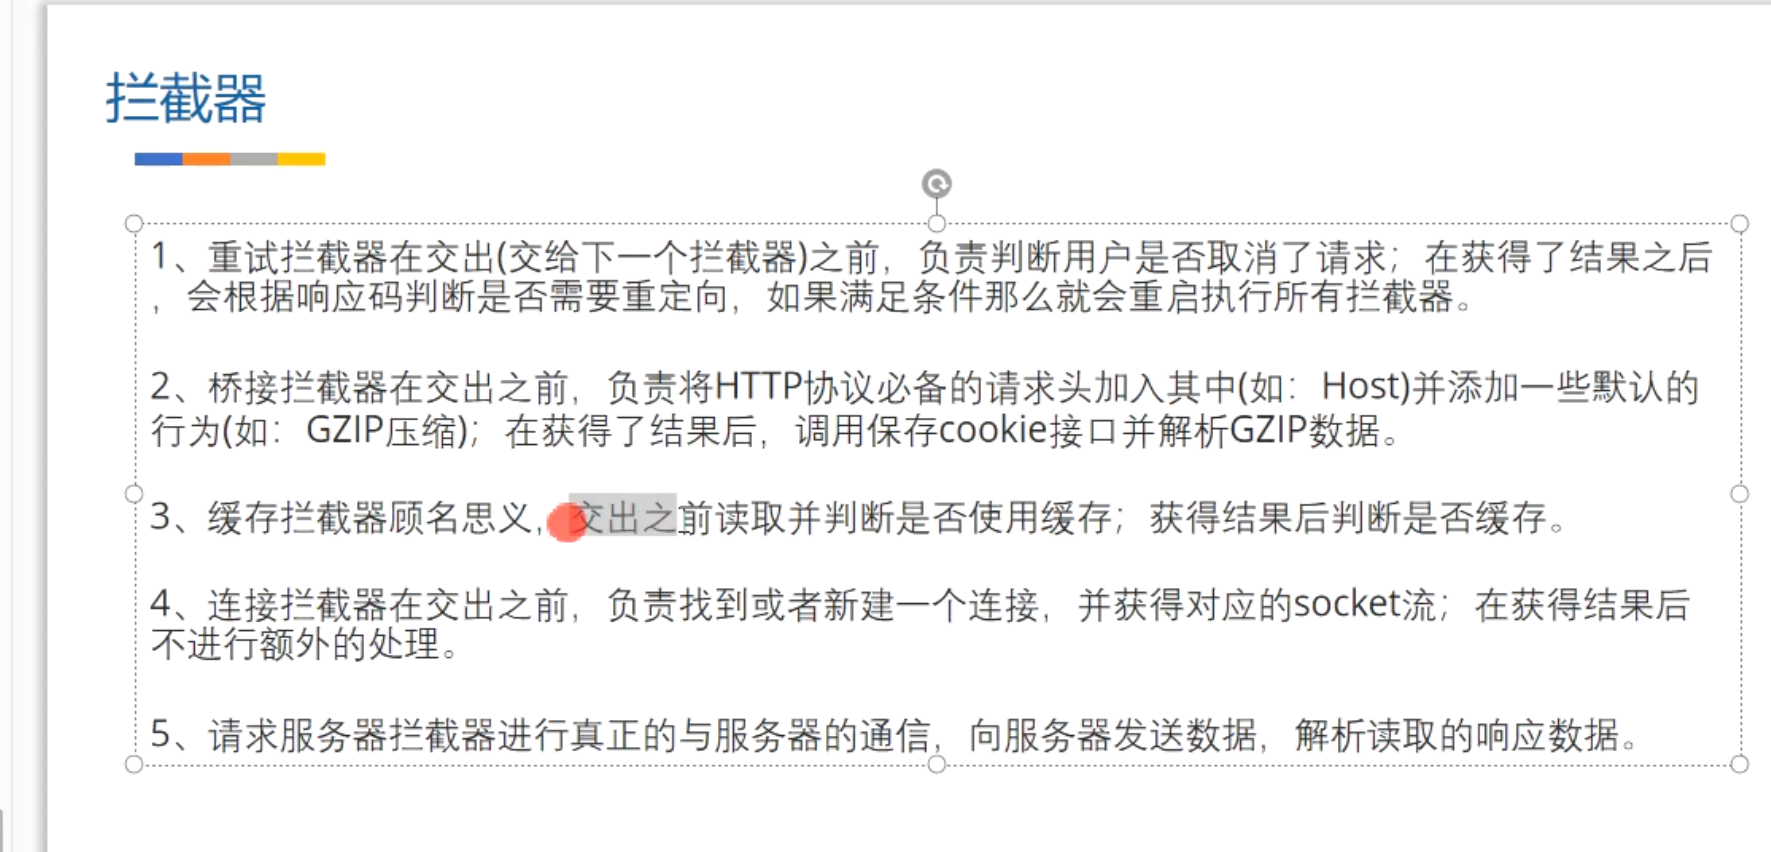 拦截器
1、重试拦截器在交出(交给下一个拦截器)之前，负责判断用户是否取消了请求；在获得了结果之后
，会根据响应码判断是否需要重定向，如果满足条件那么就会重启执行所有拦截器。
2、桥接拦截器在交出之前，负责将HTTP协议必备的请求头加入其中(如：Host)并添加一些默认的
行为(如：GZIP压缩)；在获得了结果后，调用保存cookie接口并解析GZIP数据。
3、缓存拦截器顾名思义，交出之前读取并判断是否使用缓存；获得结果后判断是否缓存。
4、连接拦截器在交出之前，负责找到或者新建一个连接，并获得对应的socket流；在获得结果后
不进行额外的处理。
5、请求服务器拦截器进行真正的与服务器的通信，向服务器发送数据，解析读取的响应数据。